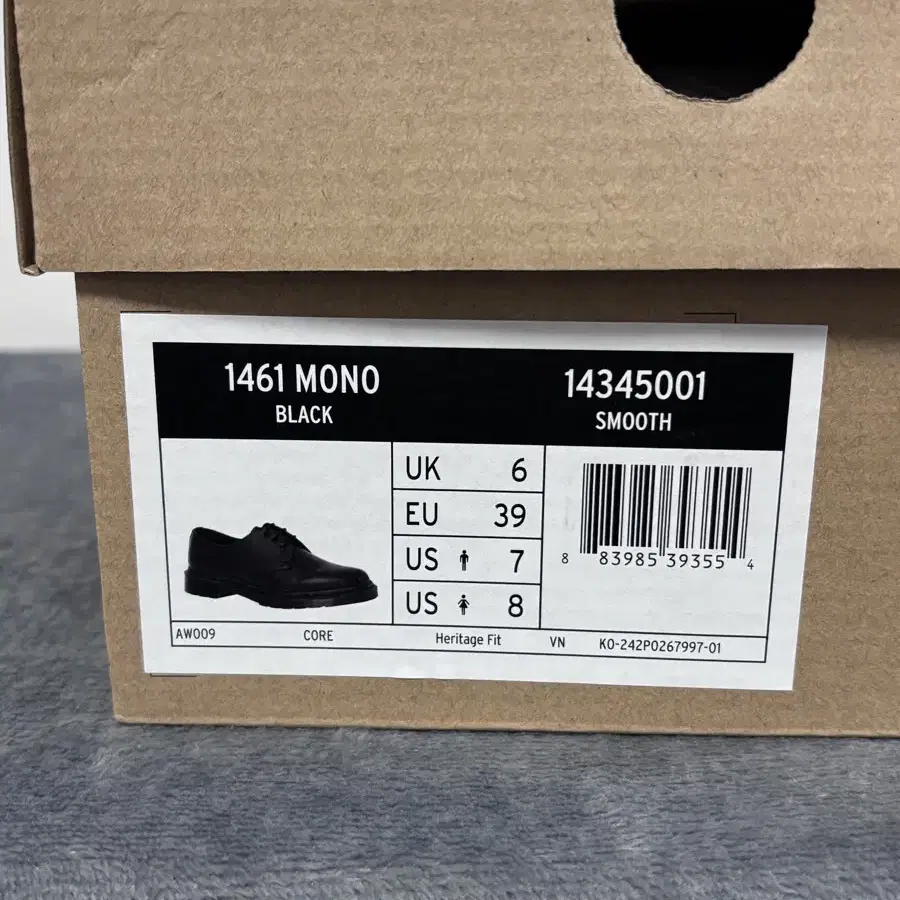 1461 MONO
BLACK
14345001
SMOOTH
UK 6
EU 39
US 7
US 8
8 83985 39355 4
AW009 CORE Heritage Fit VN KO-242P0267997-01